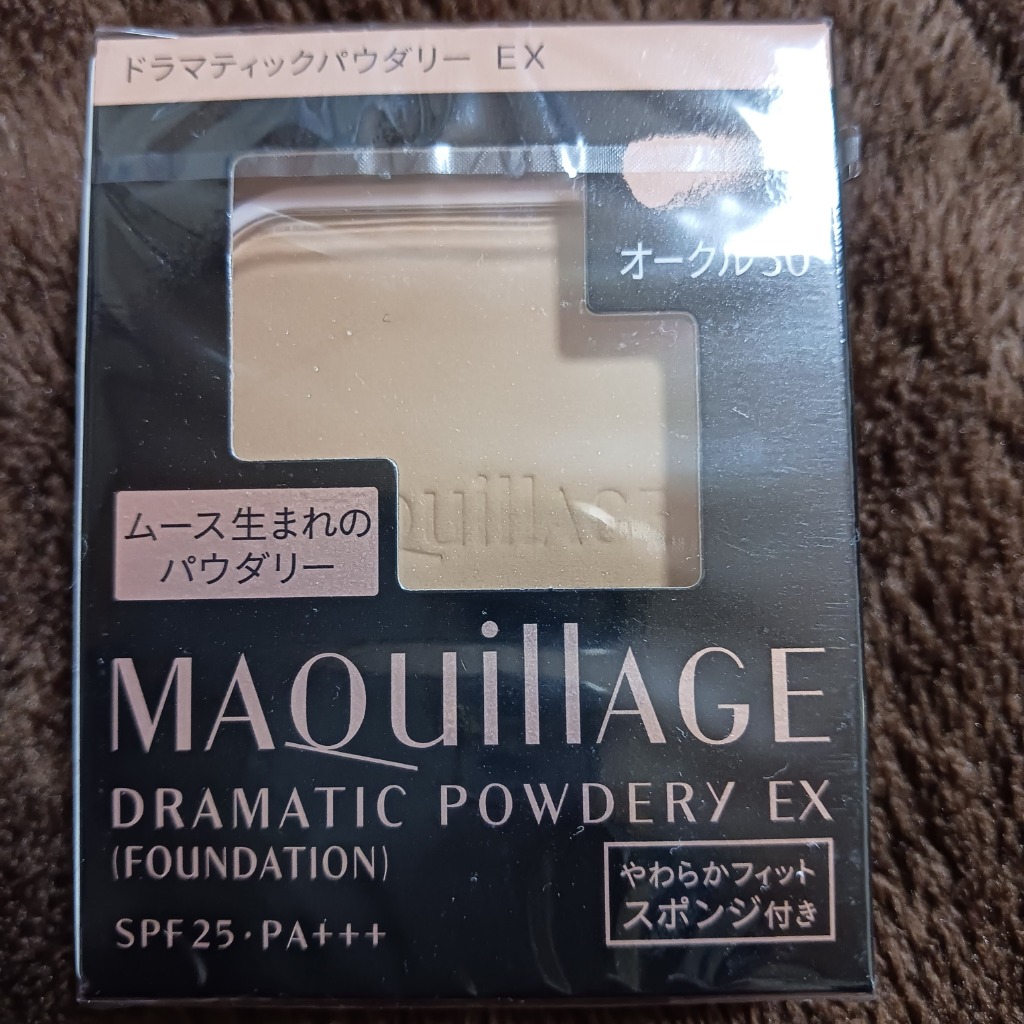 ドラマティックパウダリー EX
オークル 30
quillAGE
ムース生まれの
パウダリー
MAQuillAGE
DRAMATIC POWDERY EX
(FOUNDATION)
やわらかフィット
スポンジ付き
SPF25・PA+++